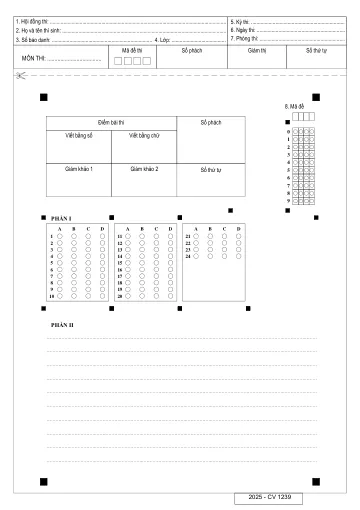 1. Hội đồng thi: ............................................................
5. Kỳ thi: ..............................
2. Họ và tên thí sinh: ............................................................
6. Ngày thi: ..............................
3. Số báo danh: .............................. 4. Lớp: ..............................
7. Phòng thi: ..............................
MÔN THI: ..............................
Mã đề thi
Số phách
Giám thị
Số thứ tự
8. Mã đề
Điểm bài thi
Số phách
Viết bằng số
Viết bằng chữ
Giám khảo 1
Giám khảo 2
Số thứ tự
0
1
2
3
4
5
6
7
8
9
PHẦN I
A B C D
1
2
3
4
5
6
7
8
9
10
A B C D
11
12
13
14
15
16
17
18
19
20
A B C D
21
22
23
24
PHẦN II
2025 - CV 1239